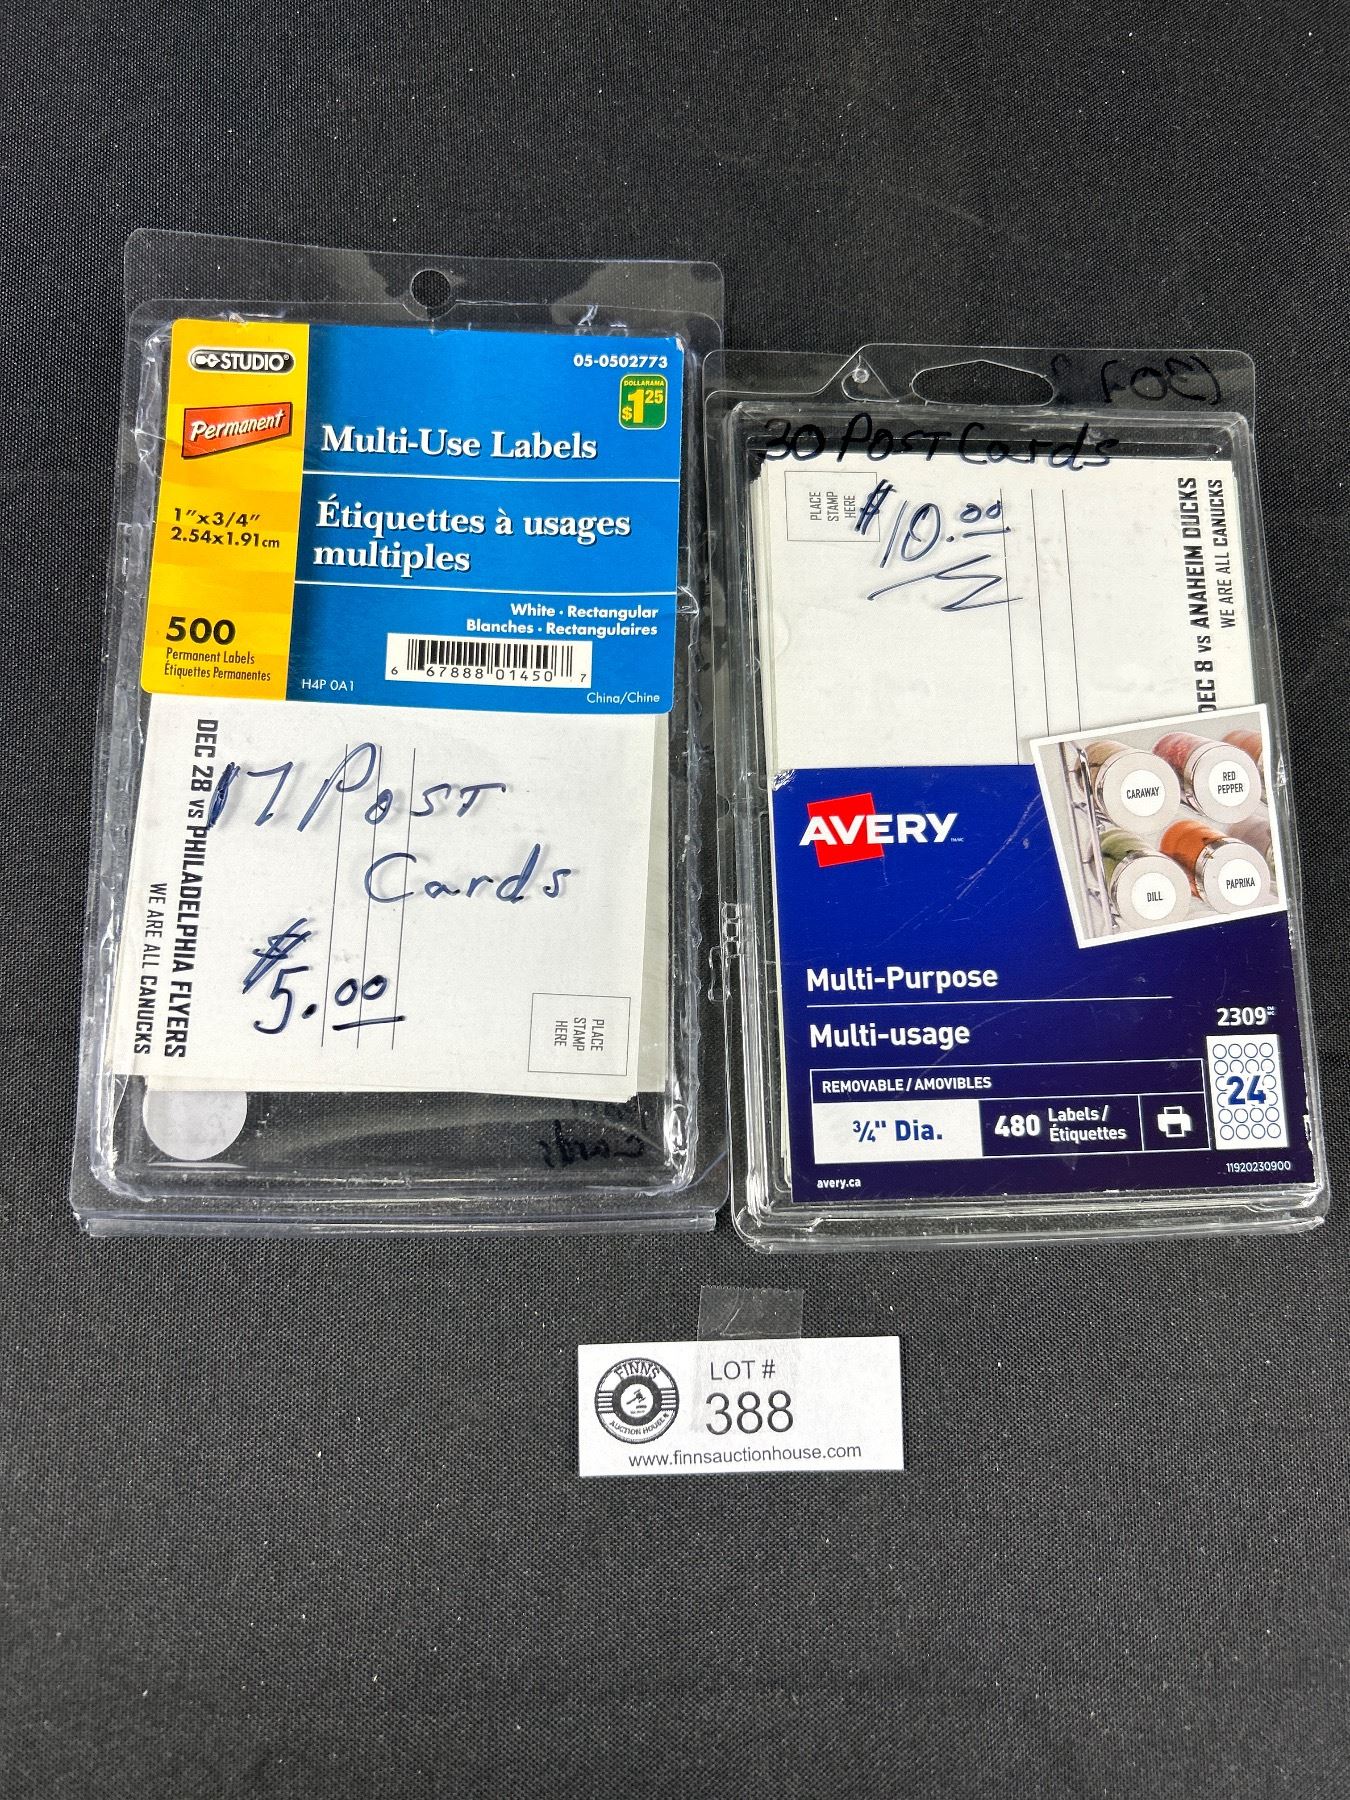 STUDIO
05-0502773
DOLLARAMA
$1.25
Permanent
Multi-Use Labels
1"x3/4"
2.54x1.91cm
Étiquettes à usages
multiples
500
Permanent Labels
Étiquettes Permanentes
White · Rectangular
Blanches · Rectangulaires
6 67888 01450 7
H4P 0A1
China/Chine
DEC 28 VS PHILADELPHIA FLYERS
WE ARE ALL CANUCKS
17 Post
Cards
$5.00
PLACE
STAMP
HERE
Cards
30 Post Cards
PLACE
STAMP
HERE
$10.00
DEC 8 VS ANAHEIM DUCKS
WE ARE ALL CANUCKS
AVERY
CARAWAY
RED
PEPPER
DILL
PAPRIKA
Multi-Purpose
Multi-usage
2309
REMOVABLE / AMOVIBLES
3/4" Dia.
480 Labels /
Étiquettes
24
avery.ca
11920230900
FINNS
AUCTION HOUSE
LOT #
388
www.finnsauctionhouse.com